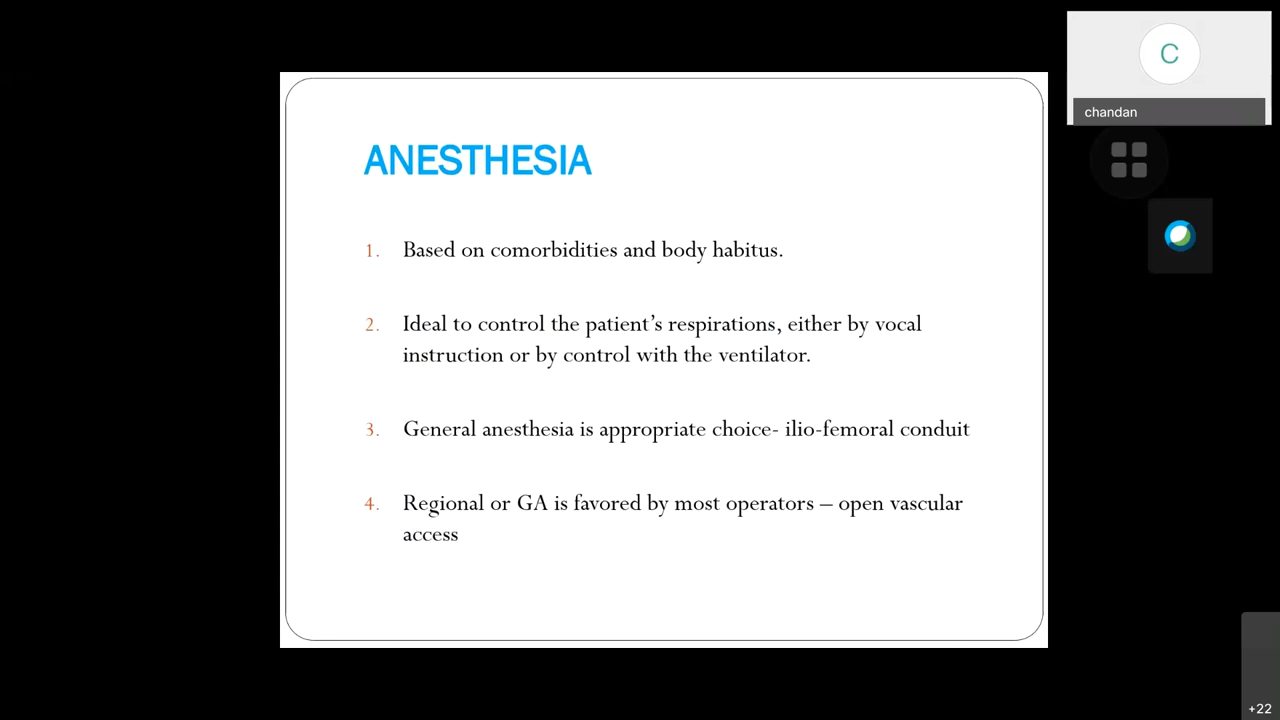 ANESTHESIA
1. Based on comorbidities and body habitus.
2. Ideal to control the patient’s respirations, either by vocal
instruction or by control with the ventilator.
3. General anesthesia is appropriate choice- ilio-femoral conduit
4. Regional or GA is favored by most operators – open vascular
access
C
chandan
+22